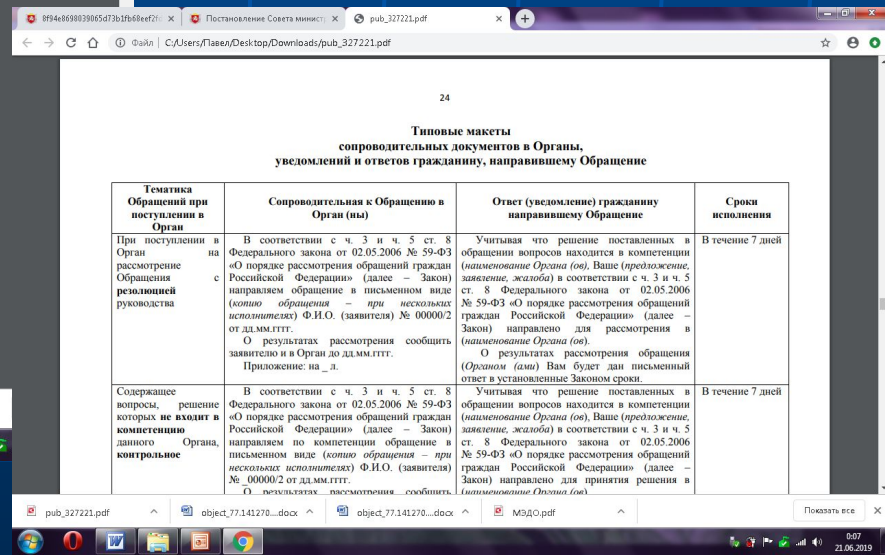 8f94e8698039065d73b1fb68eef2f
Постановление Совета министр
pub_327221.pdf
Файл | C:/Users/Павел/Desktop/Downloads/pub_327221.pdf
24
Типовые макеты
сопроводительных документов в Органы,
уведомлений и ответов гражданину, направившему Обращение
Тематика
Обращений при
поступлении в
Орган
Сопроводительная к Обращению в
Орган (ны)
Ответ (уведомление) гражданину
направившему Обращение
Сроки
исполнения
При поступлении в
Орган на
рассмотрение
Обращения с
резолюцией
руководства
В соответствии с ч. 3 и ч. 5 ст. 8
Федерального закона от 02.05.2006 № 59-ФЗ
«О порядке рассмотрения обращений граждан
Российской Федерации» (далее – Закон)
направляем обращение в письменном виде
(копию обращения – при нескольких
исполнителях) Ф.И.О. (заявителя) № 00000/2
от дд.мм.гггг.
О результатах рассмотрения сообщить
заявителю и в Орган до дд.мм.гггг.
Приложение: на _ л.
Учитывая что решение поставленных в
обращении вопросов находится в компетенции
(наименование Органа (ов), Ваше (предложение,
заявление, жалоба) в соответствии с ч. 3 и ч. 5
ст. 8 Федерального закона от 02.05.2006
№ 59-ФЗ «О порядке рассмотрения обращений
граждан Российской Федерации» (далее –
Закон) направлено для рассмотрения в
(наименование Органа (ов).
О результатах рассмотрения обращения
(Органом (ами) Вам будет дан письменный
ответ в установленные Законом сроки.
В течение 7 дней
Содержащее
вопросы, решение
которых не входит в
компетенцию
данного Органа,
контрольное
В соответствии с ч. 3 и ч. 5 ст. 8
Федерального закона от 02.05.2006 № 59-ФЗ
«О порядке рассмотрения обращений граждан
Российской Федерации» (далее – Закон)
направляем по компетенции обращение в
письменном виде (копию обращения – при
нескольких исполнителях) Ф.И.О. (заявителя)
№ _00000/2 от дд.мм.гггг.
О результатах рассмотрения сообщить
Учитывая что решение поставленных в
обращении вопросов находится в компетенции
(наименование Органа (ов), Ваше (предложение,
заявление, жалоба) в соответствии с ч. 3 и ч. 5
ст. 8 Федерального закона от 02.05.2006
№ 59-ФЗ «О порядке рассмотрения обращений
граждан Российской Федерации» (далее –
Закон) направлено для принятия решения в
(наименование Органа (ов).
В течение 7 дней
pub_327221.pdf
object_77.141270....docx
object_77.141270....docx
МЭДО.pdf
Показать все
0:07
21.06.2019